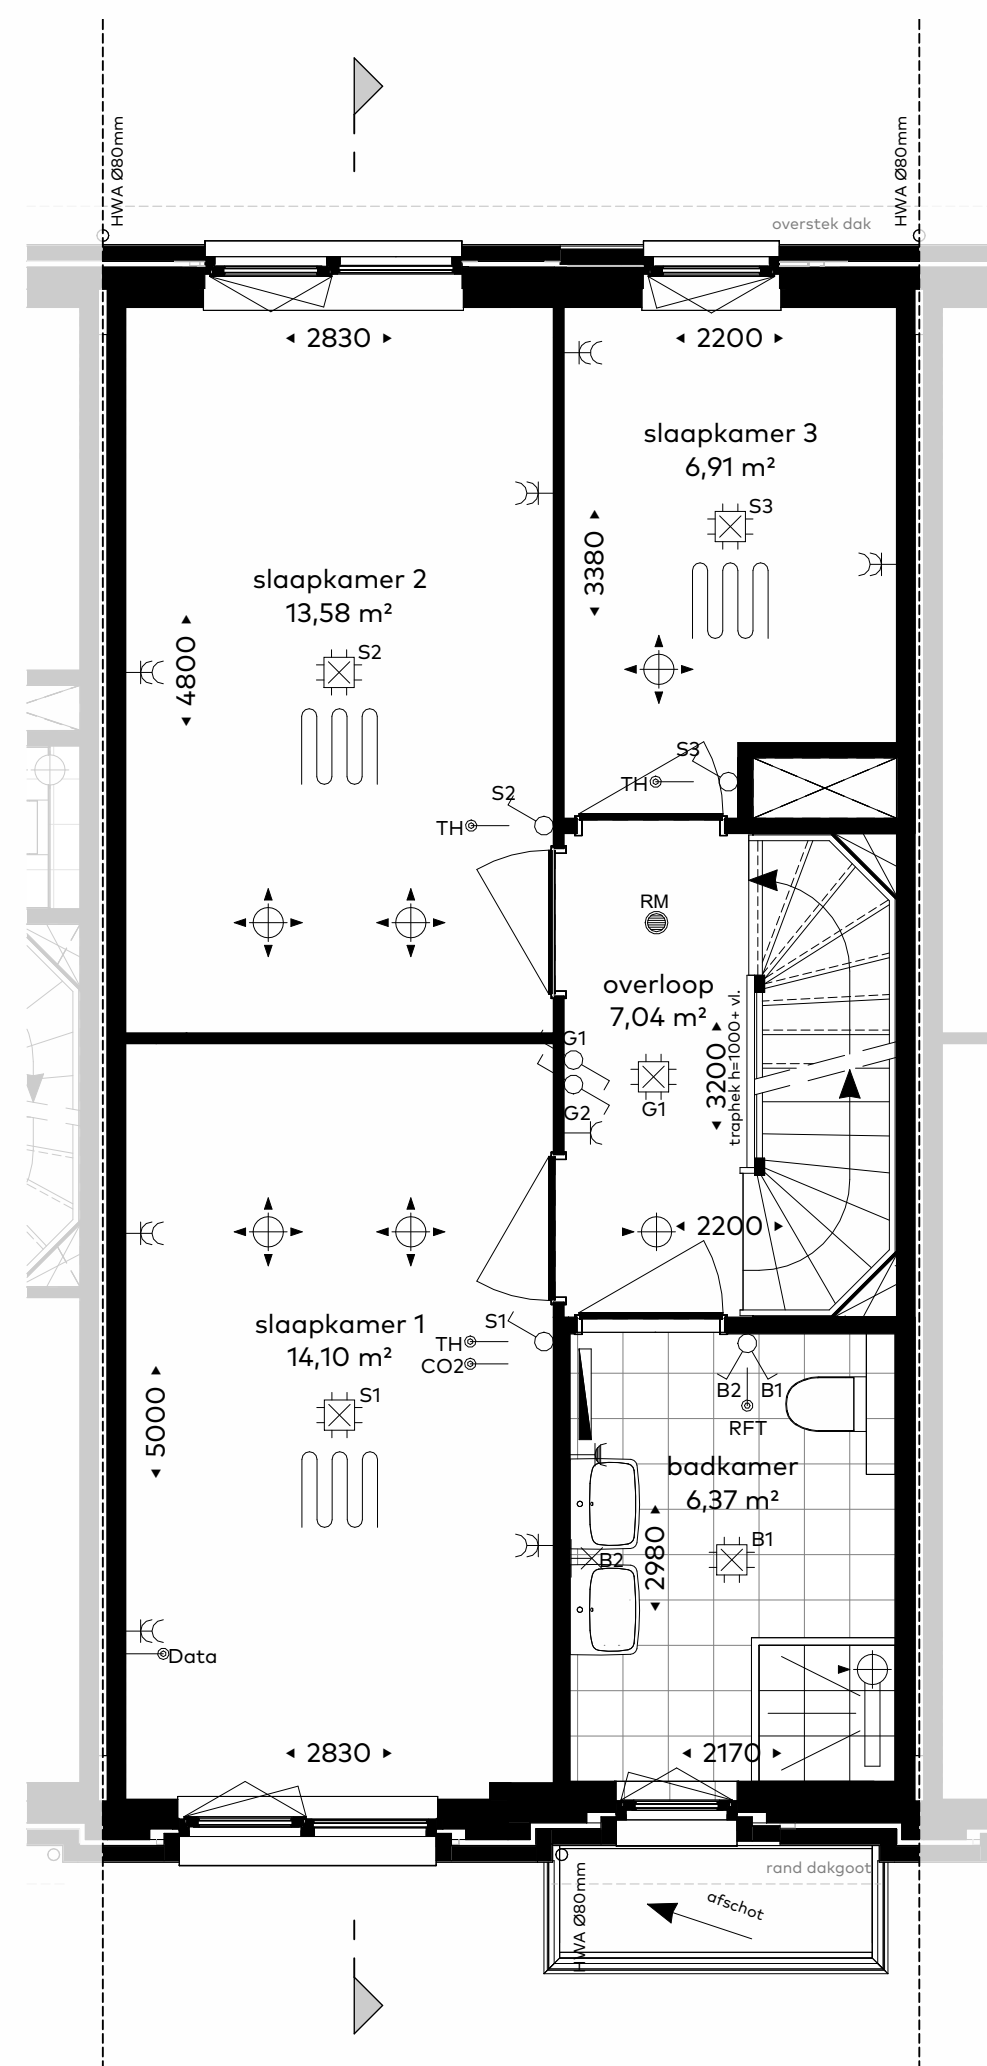 HWA Ø80mm
HWA Ø80mm
overstek dak
2830
2200
slaapkamer 3
6,91 m²
S3
3380
slaapkamer 2
13,58 m²
S2
4800
S3
TH
S2
TH
RM
overloop
7,04 m²
traphek h=1000+ vl.
3200
G1
G1
G2
2200
slaapkamer 1
14,10 m²
S1
TH
CO2
S1
5000
B2
B1
RFT
badkamer
6,37 m²
B1
B2
2980
Data
2830
2170
rand dakgoot
HWA Ø80mm
afschot